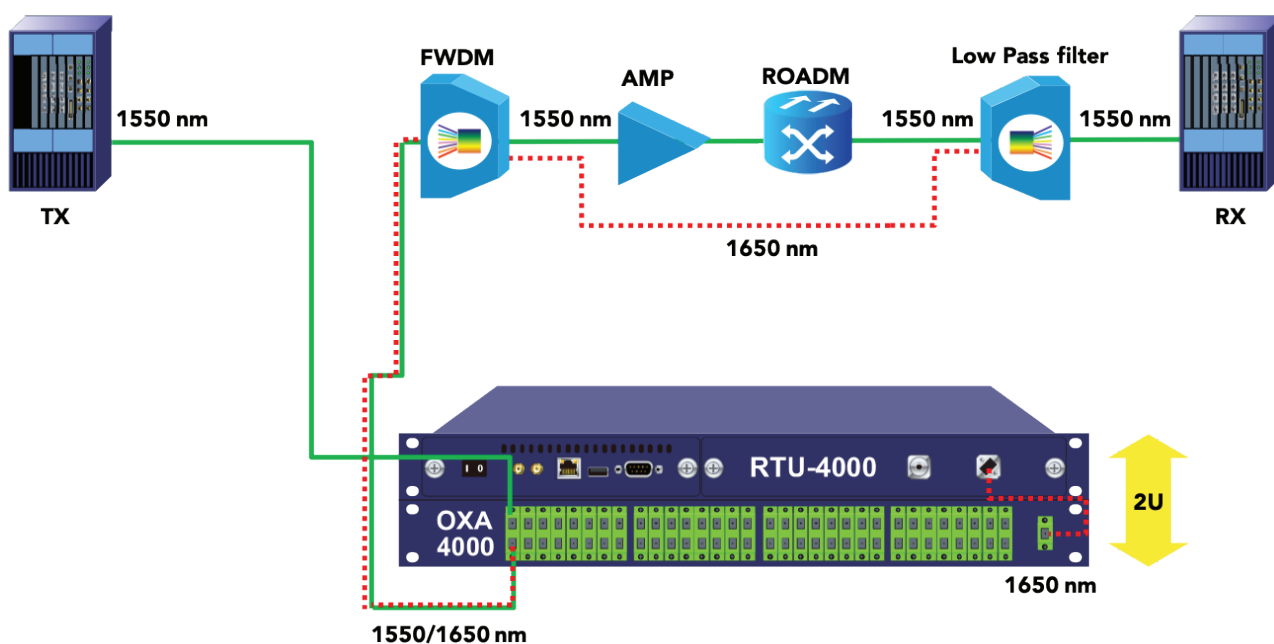 FWDM
AMP
ROADM
Low Pass filter
1550 nm
1550 nm
1550 nm
1550 nm
TX
RX
1650 nm
I 0
RTU-4000
OXA
4000
2U
1650 nm
1550/1650 nm